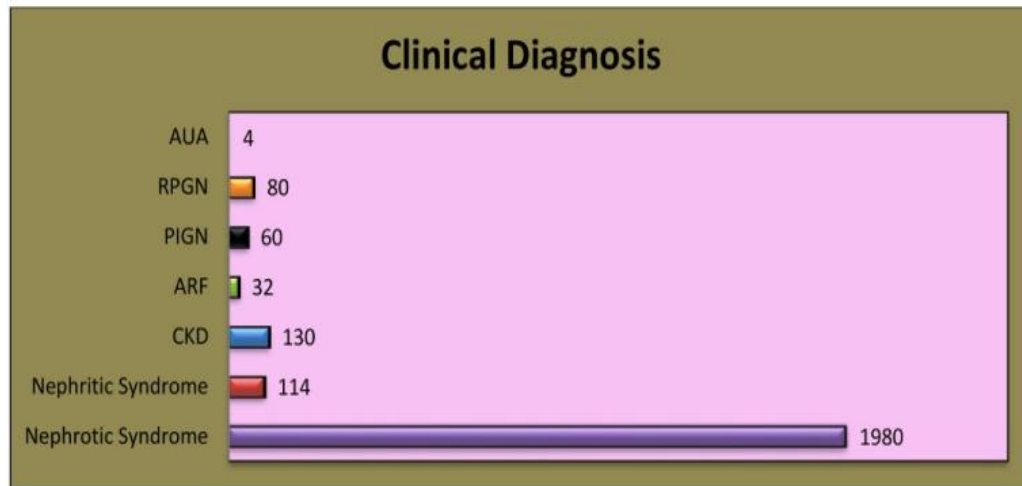 Clinical Diagnosis
AUA 4
RPGN 80
PIGN 60
ARF 32
CKD 130
Nephritic Syndrome 114
Nephrotic Syndrome 1980